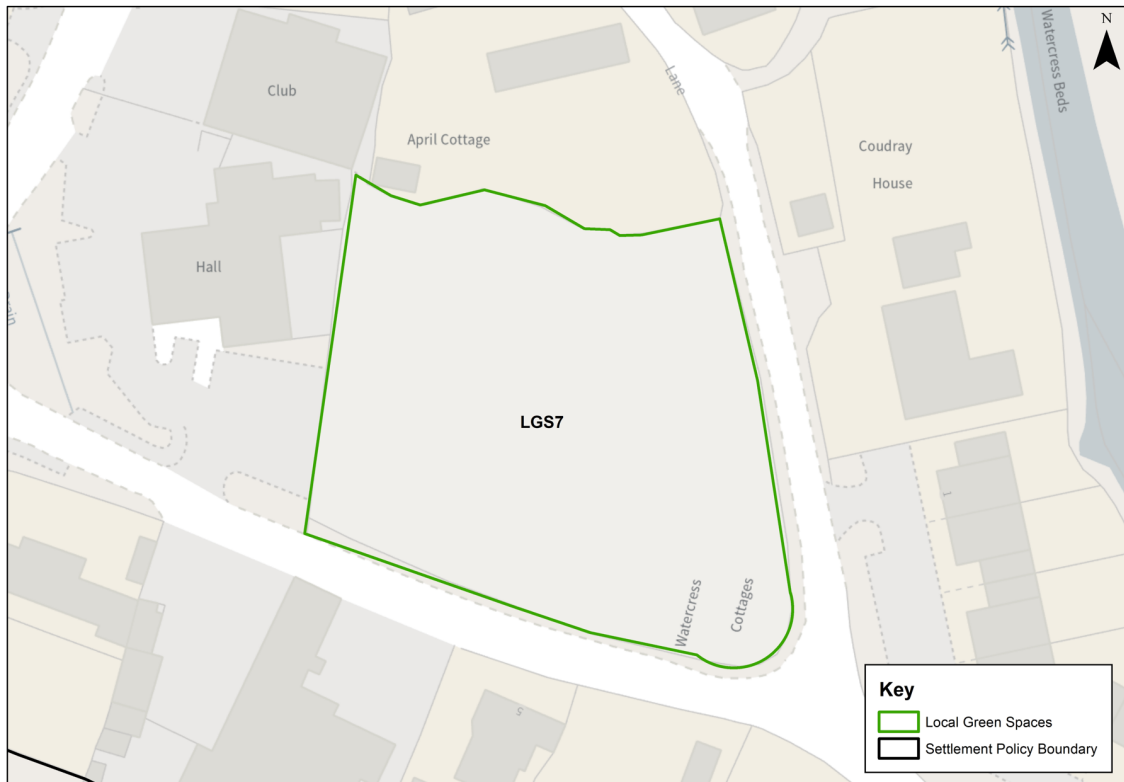 N
Club
Lane
Watercress Beds
April Cottage
Coudray
House
Hall
rain
LGS7
1
Watercress
Cottages
5
Key
Local Green Spaces
Settlement Policy Boundary